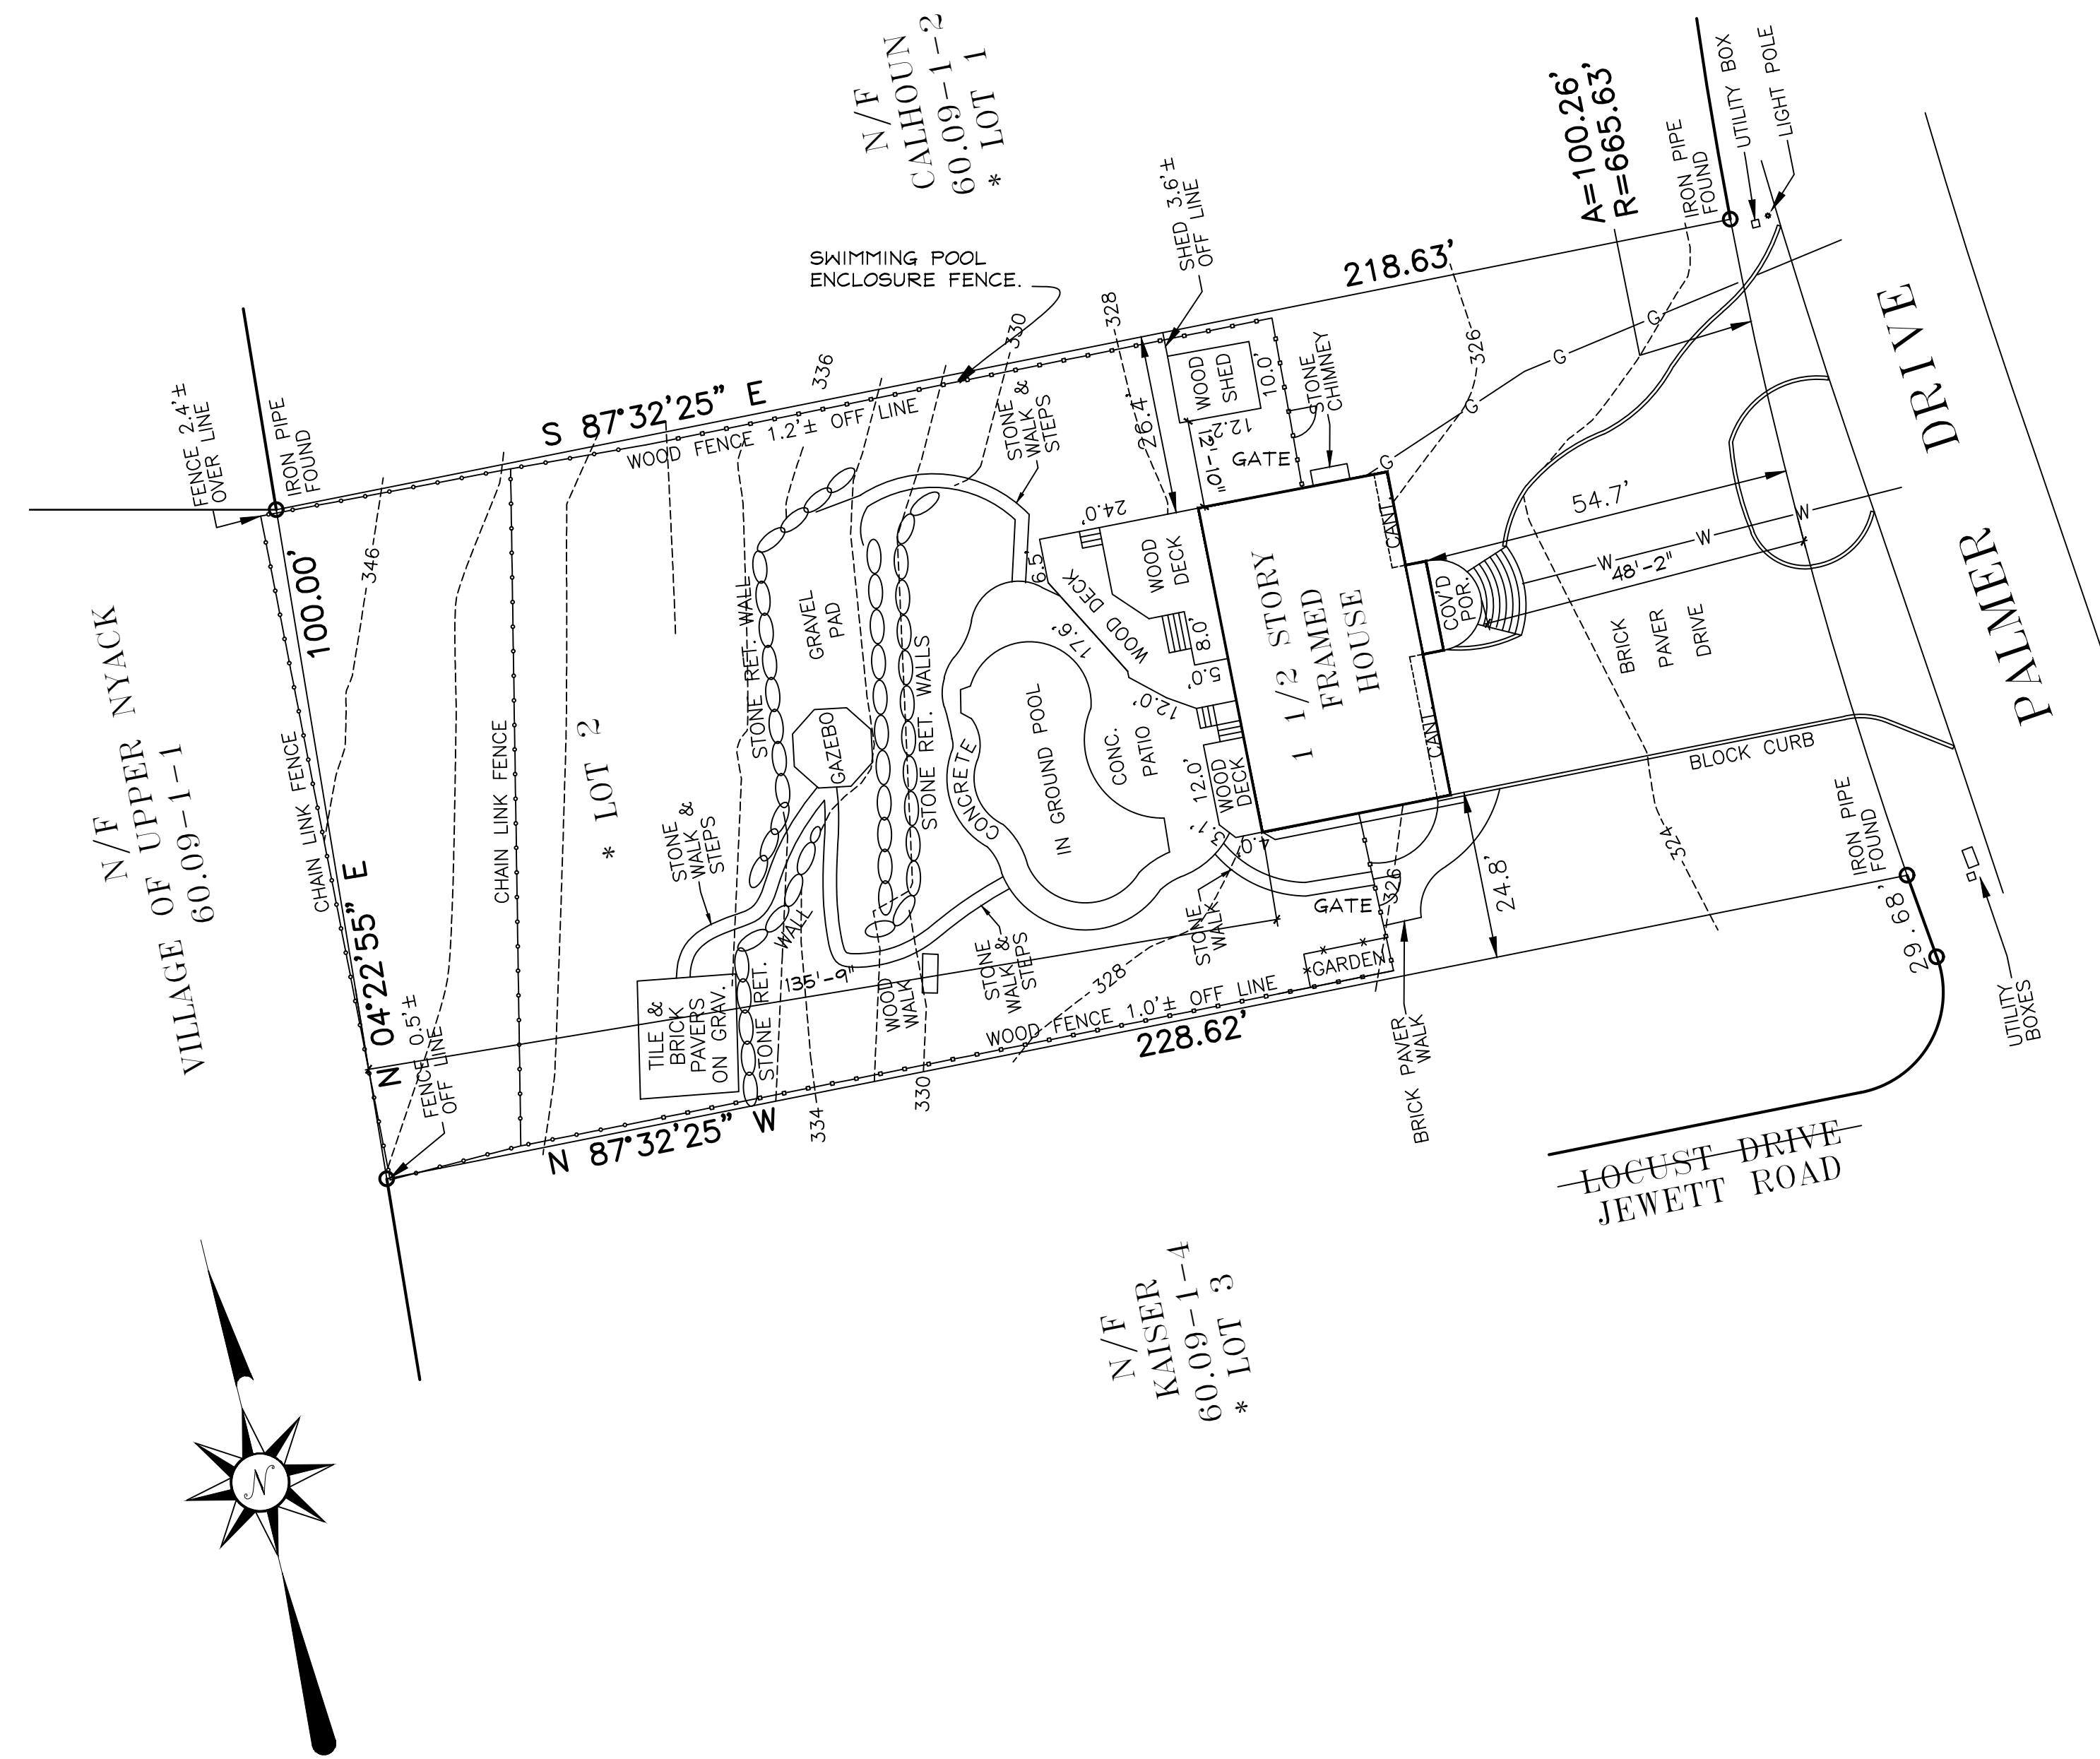 N/F
CALHOUN
60.09-1-2
* LOT 1
A=100.26'
R=665.63'
IRON PIPE
FOUND
UTILITY BOX
LIGHT POLE
SHED 3.6'±
OFF LINE
SWIMMING POOL
ENCLOSURE FENCE.
218.63'
FENCE 2.4'±
OVER LINE
IRON PIPE
FOUND
S 87°32'25" E
WOOD FENCE 1.2'± OFF LINE
336
330
328
326
346
STONE
WALK &
STEPS
26.4'
WOOD
SHED
10.0'
12.2'
12'-10"
GATE
STONE
CHIMNEY
G
G
G
G
DRIVE
PALMER
100.00'
N/F
VILLAGE OF UPPER NYACK
60.09-1-1
CHAIN LINK FENCE
CHAIN LINK FENCE
* LOT 2
STONE RET. WALL
GRAVEL
PAD
GAZEBO
STONE RET. WALLS
24.0'
6.5'
WOOD
DECK
WOOD DECK
17.6'
8.0'
5.0'
12.0'
12.0'
WOOD
DECK
5.1'
4.0'
CONCRETE
IN GROUND POOL
CONC.
PATIO
1 1/2 STORY
FRAMED
HOUSE
CANT.
CANT.
COV'D
POR.
54.7'
48'-2"
W
W
W
BRICK
PAVER
DRIVE
BLOCK CURB
324
IRON PIPE
FOUND
29.68'
UTILITY
BOXES
24.8'
STONE
WALK &
STEPS
N 04°22'55" E
FENCE 0.5'±
OFF LINE
TILE &
BRICK
PAVERS
ON GRAV.
STONE RET. WALL
135'-9"
WOOD
WALK
STONE
WALK &
STEPS
328
STONE
WALK
GATE
326
GARDEN
WOOD FENCE 1.0'± OFF LINE
228.62'
BRICK PAVER
WALK
334
330
N 87°32'25" W
LOCUST DRIVE
JEWETT ROAD
N/F
KAISER
60.09-1-4
* LOT 3
N